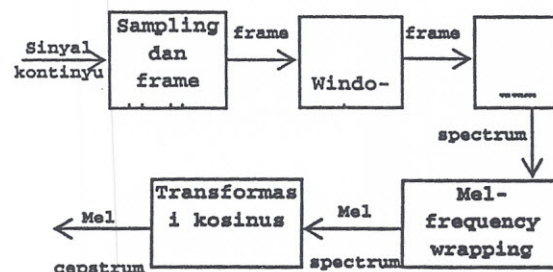 Sinyal
kontinyu
Sampling
dan
frame
frame
Windo-
frame
spectrum
Mel-
frequency
wrapping
Mel
spectrum
Transformas
i kosinus
Mel
cepstrum